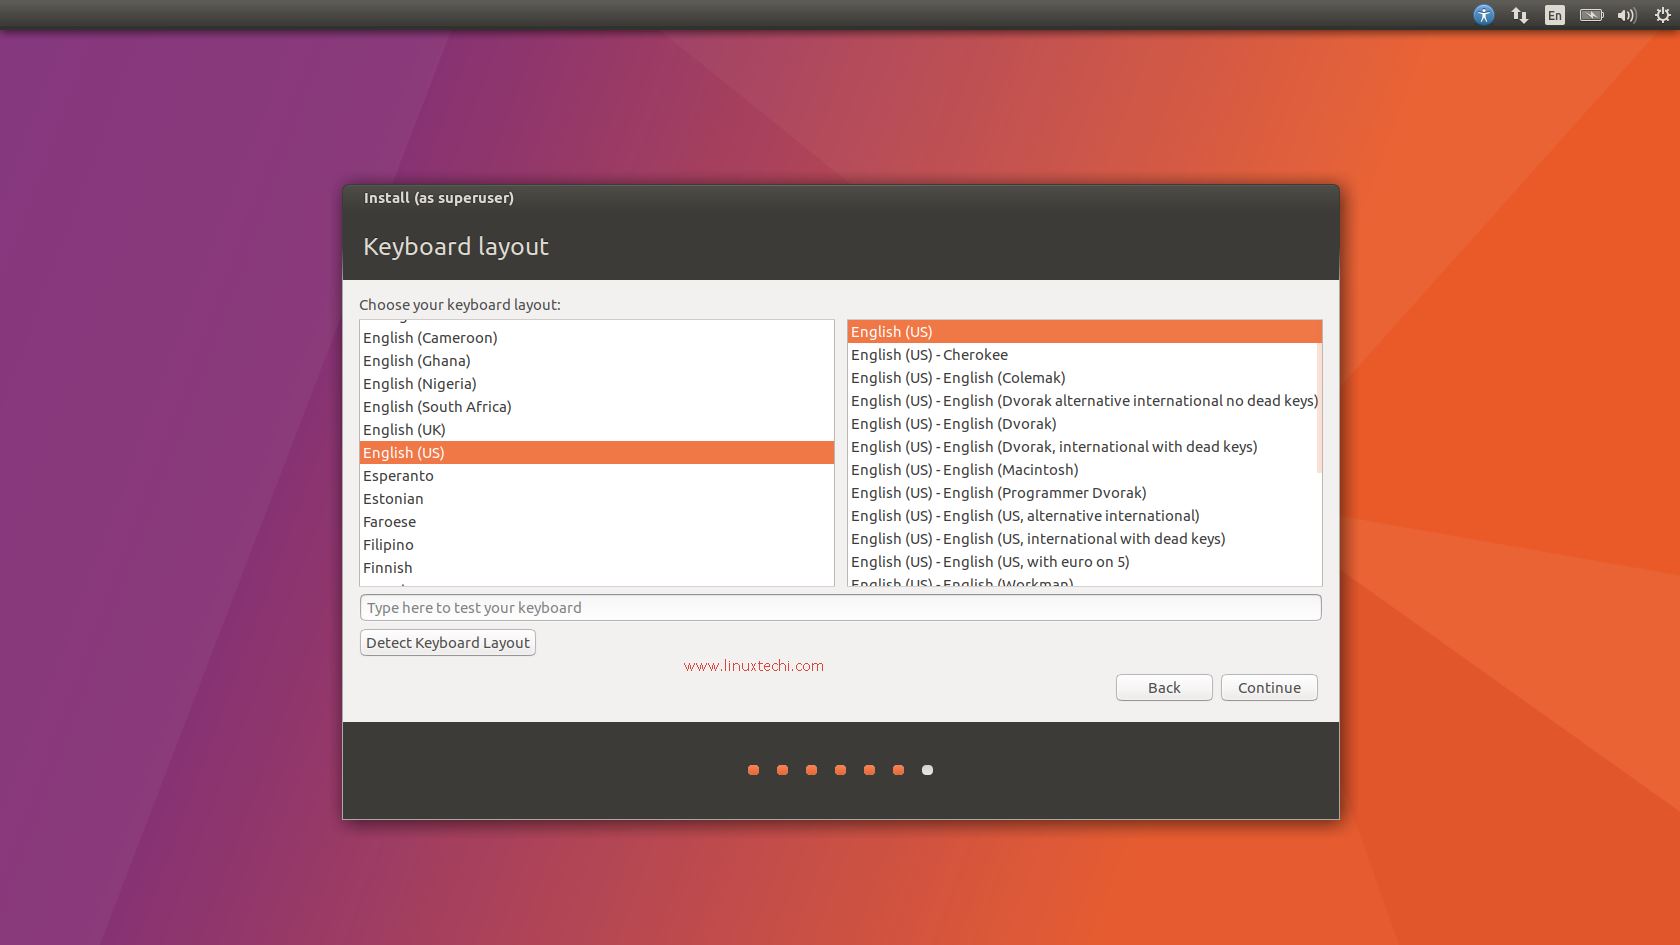 En
Install (as superuser)
Keyboard layout
Choose your keyboard layout:
English (Cameroon)
English (Ghana)
English (Nigeria)
English (South Africa)
English (UK)
English (US)
Esperanto
Estonian
Faroese
Filipino
Finnish
English (US)
English (US) - Cherokee
English (US) - English (Colemak)
English (US) - English (Dvorak alternative international no dead keys)
English (US) - English (Dvorak)
English (US) - English (Dvorak, international with dead keys)
English (US) - English (Macintosh)
English (US) - English (Programmer Dvorak)
English (US) - English (US, alternative international)
English (US) - English (US, international with dead keys)
English (US) - English (US, with euro on 5)
English (US) - English (Workman)
Type here to test your keyboard
Detect Keyboard Layout
www.linuxtechi.com
Back
Continue